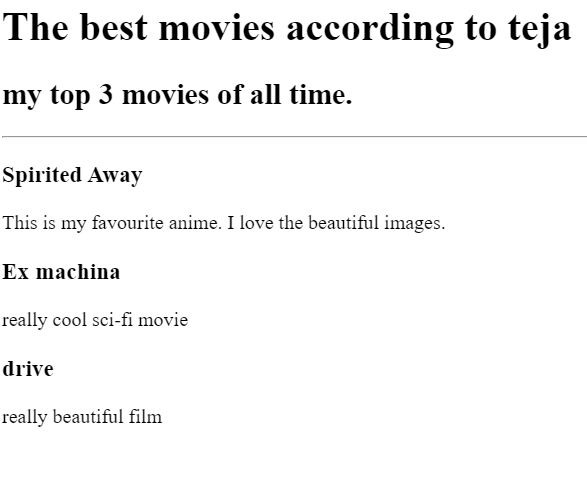 The best movies according to teja
my top 3 movies of all time.
Spirited Away
This is my favourite anime. I love the beautiful images.
Ex machina
really cool sci-fi movie
drive
really beautiful film